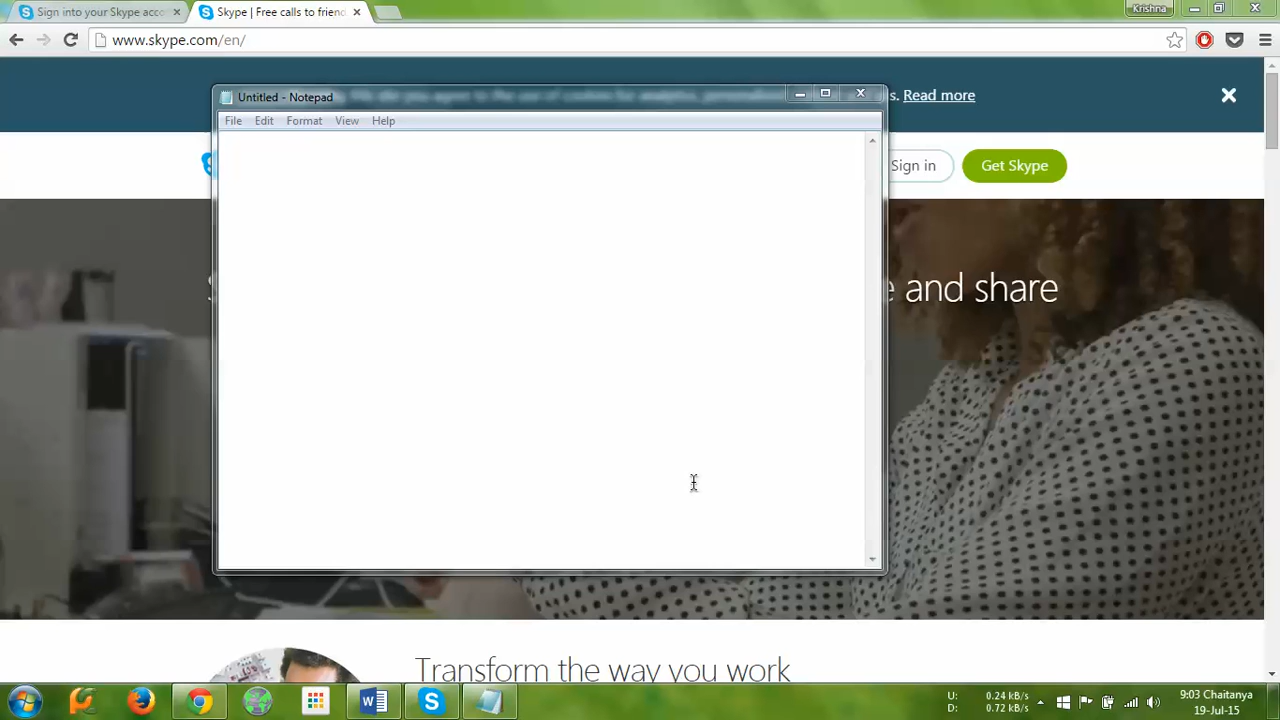 Sign into your Skype acco
Skype | Free calls to friend
Krishna
www.skype.com/en/
Untitled - Notepad
Read more
File Edit Format View Help
Sign in
Get Skype
e and share
Transform the way you work
U: 0.24 kB/s
D: 0.72 kB/s
9:03 Chaitanya
19-Jul-15